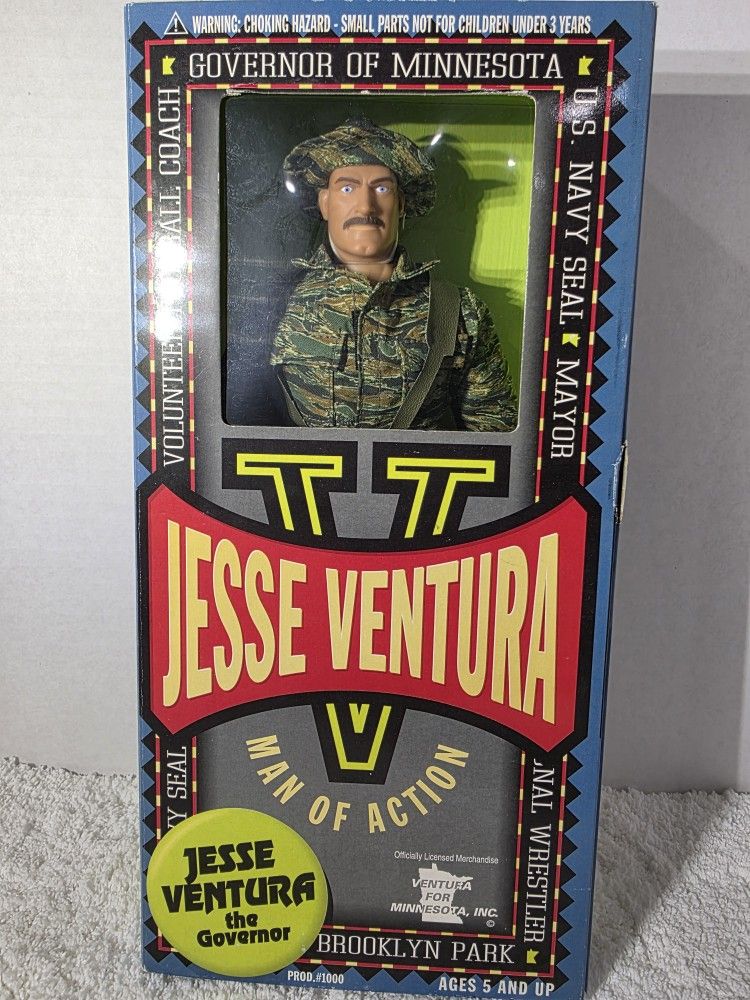 WARNING: CHOKING HAZARD - SMALL PARTS NOT FOR CHILDREN UNDER 3 YEARS
GOVERNOR OF MINNESOTA
U.S. NAVY SEAL MAYOR
VOLUNTEER
COACH
JESSE VENTURA
V
MAN OF ACTION
SEAL
WRESTLER
JESSE
VENTURA
the
Governor
Officially Licensed Merchandise
VENTURA
FOR
MINNESOTA, INC.
©
BROOKLYN PARK
PROD.#1000
AGES 5 AND UP